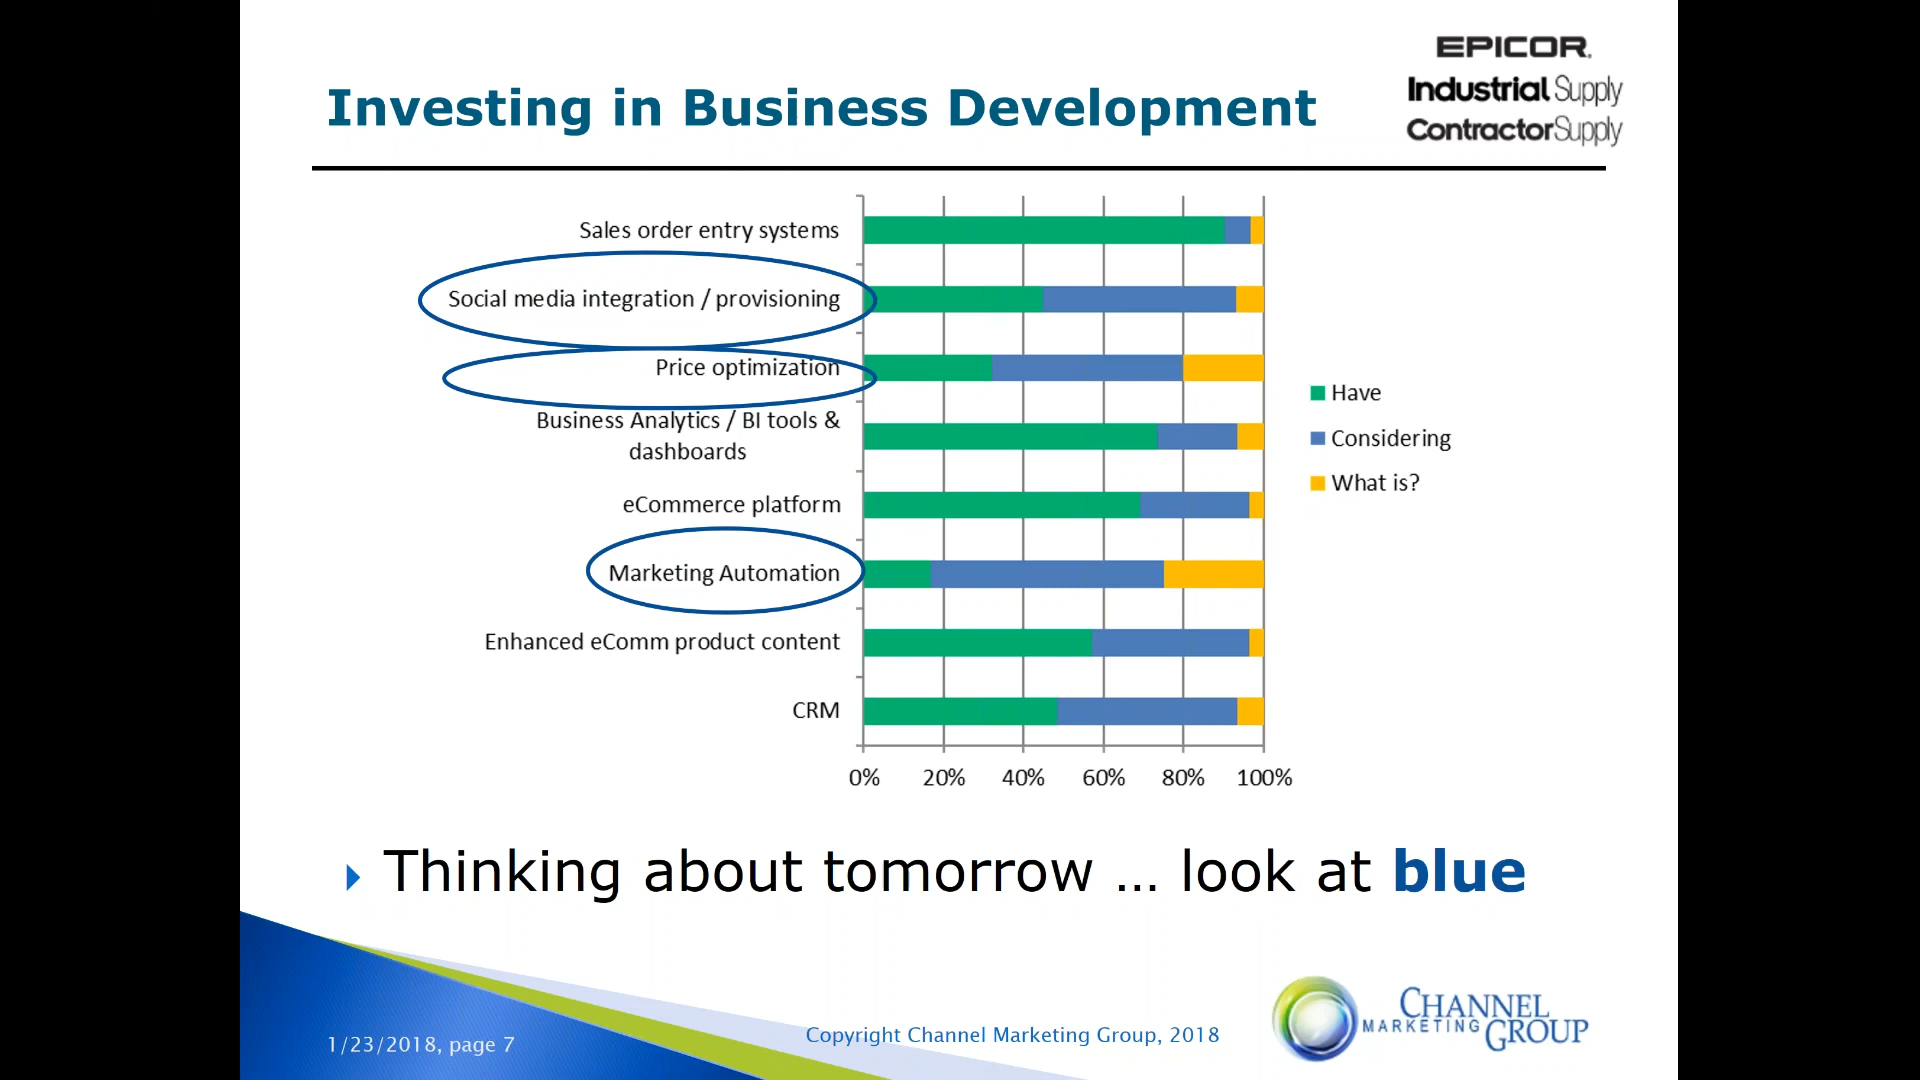 EPICOR.
Industrial Supply
ContractorSupply
Investing in Business Development
Sales order entry systems
Social media integration / provisioning
Price optimization
Business Analytics / BI tools &
dashboards
eCommerce platform
Marketing Automation
Enhanced eComm product content
CRM
0% 20% 40% 60% 80% 100%
Have
Considering
What is?
Thinking about tomorrow ... look at blue
1/23/2018, page 7
Copyright Channel Marketing Group, 2018
CHANNEL
MARKETING GROUP